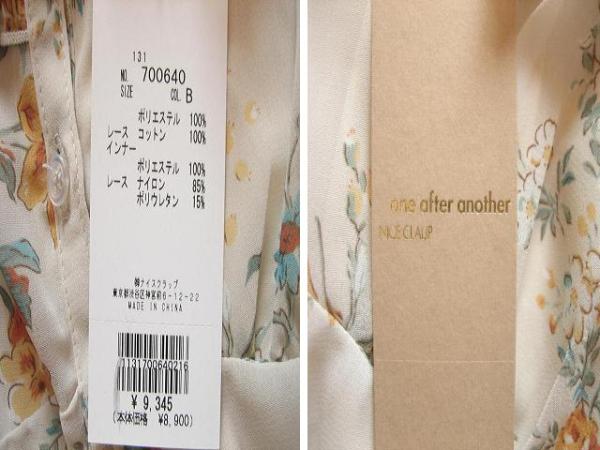 131
NO. 700640
SIZE COL. B
ポリエステル 100%
レース コットン 100%
インナー
ポリエステル 100%
レース ナイロン 85%
ポリウレタン 15%
㈱ナイスクラップ
東京都渋谷区神宮前6-12-22
MADE IN CHINA
1131700640216
¥ 9,345
(本体価格 ¥8,900)
one after another
NICE CLAUP